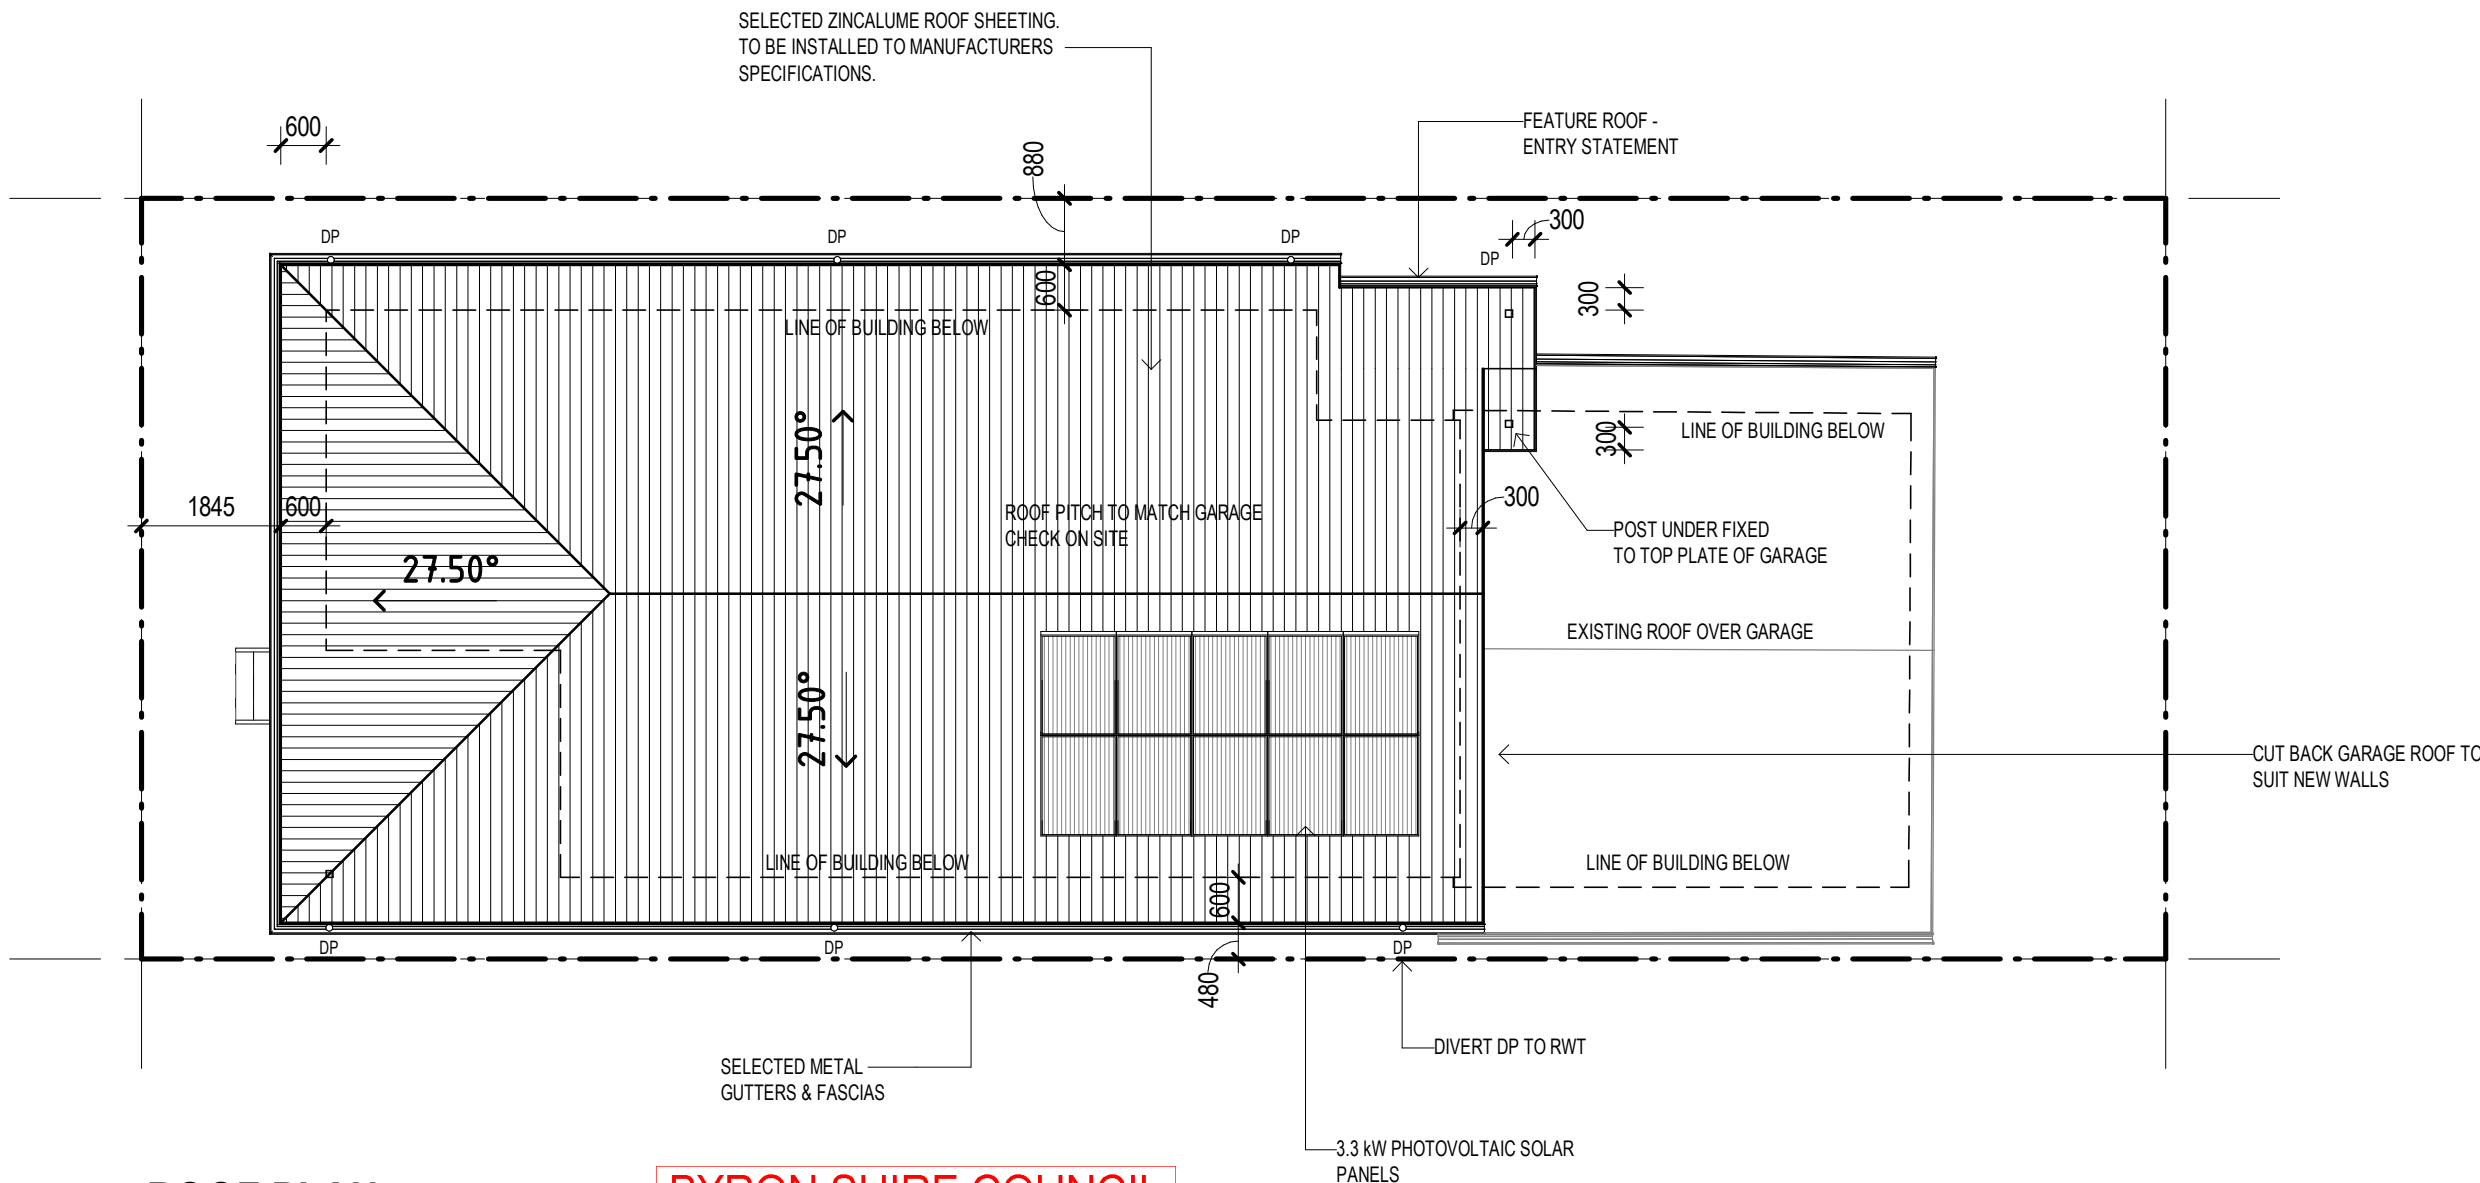 SELECTED ZINCALUME ROOF SHEETING.
TO BE INSTALLED TO MANUFACTURERS
SPECIFICATIONS.
600
880
FEATURE ROOF -
ENTRY STATEMENT
300
DP
DP
DP
DP
600
300
LINE OF BUILDING BELOW
27.50°
300
LINE OF BUILDING BELOW
1845
600
300
ROOF PITCH TO MATCH GARAGE
CHECK ON SITE
POST UNDER FIXED
TO TOP PLATE OF GARAGE
27.50°
EXISTING ROOF OVER GARAGE
27.50°
CUT BACK GARAGE ROOF TO
SUIT NEW WALLS
LINE OF BUILDING BELOW
LINE OF BUILDING BELOW
600
DP
DP
DP
480
DIVERT DP TO RWT
SELECTED METAL
GUTTERS & FASCIAS
3.3 kW PHOTOVOLTAIC SOLAR
PANELS
ROOF PLAN
BYRON SHIRE COUNCIL